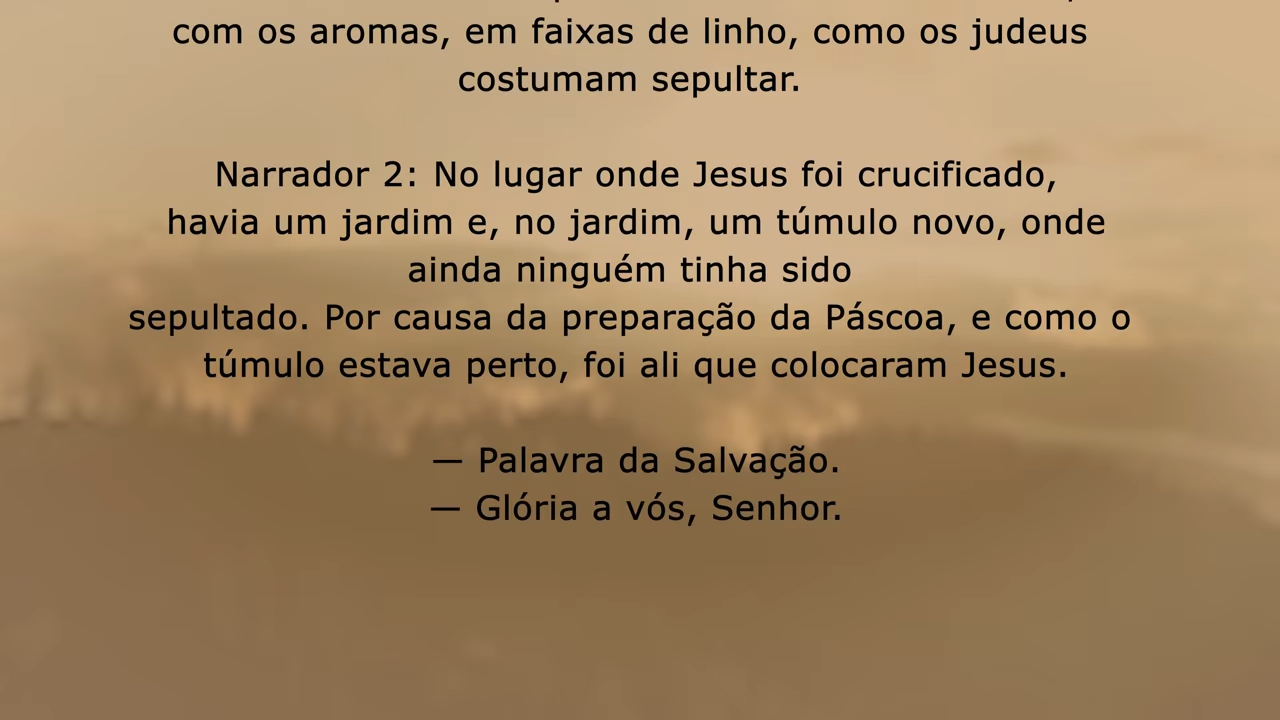 com os aromas, em faixas de linho, como os judeus
costumam sepultar.
Narrador 2: No lugar onde Jesus foi crucificado,
havia um jardim e, no jardim, um túmulo novo, onde
ainda ninguém tinha sido
sepultado. Por causa da preparação da Páscoa, e como o
túmulo estava perto, foi ali que colocaram Jesus.
— Palavra da Salvação.
— Glória a vós, Senhor.